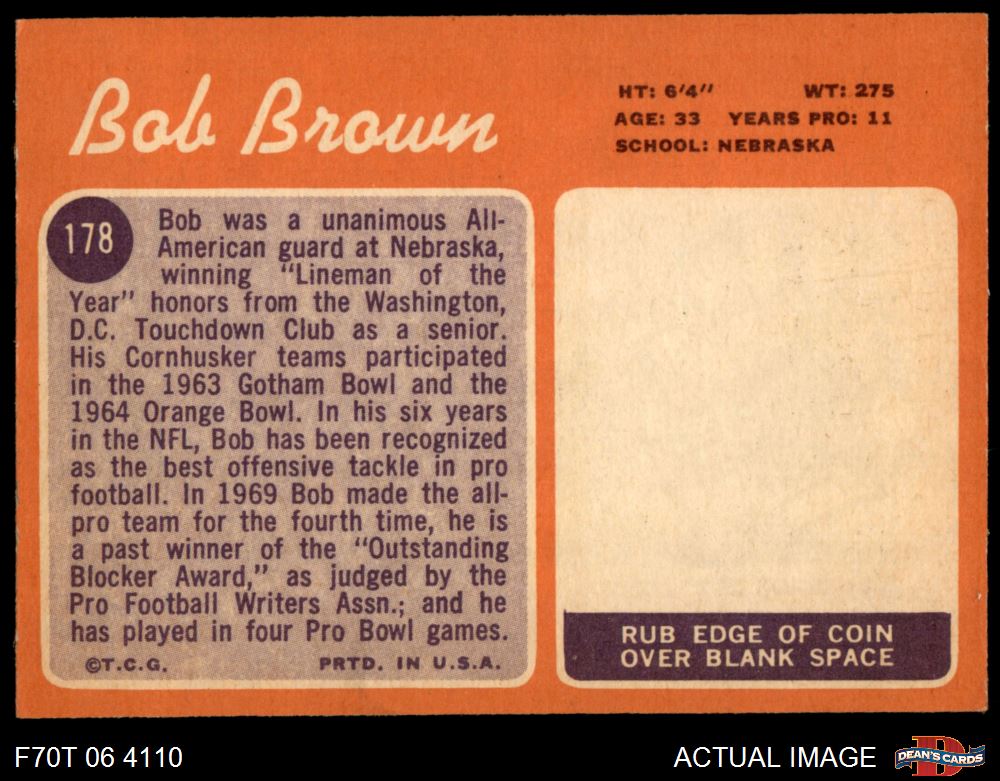 Bob Brown
HT: 6'4" WT: 275
AGE: 33 YEARS PRO: 11
SCHOOL: NEBRASKA
178
Bob was a unanimous All-
American guard at Nebraska,
winning "Lineman of the
Year" honors from the Washington,
D.C. Touchdown Club as a senior.
His Cornhusker teams participated
in the 1963 Gotham Bowl and the
1964 Orange Bowl. In his six years
in the NFL, Bob has been recognized
as the best offensive tackle in pro
football. In 1969 Bob made the all-
pro team for the fourth time, he is
a past winner of the "Outstanding
Blocker Award," as judged by the
Pro Football Writers Assn.; and he
has played in four Pro Bowl games.
©T.C.G. PRTD. IN U.S.A.
RUB EDGE OF COIN
OVER BLANK SPACE
F70T 06 4110
ACTUAL IMAGE
D
DEAN'S CARDS